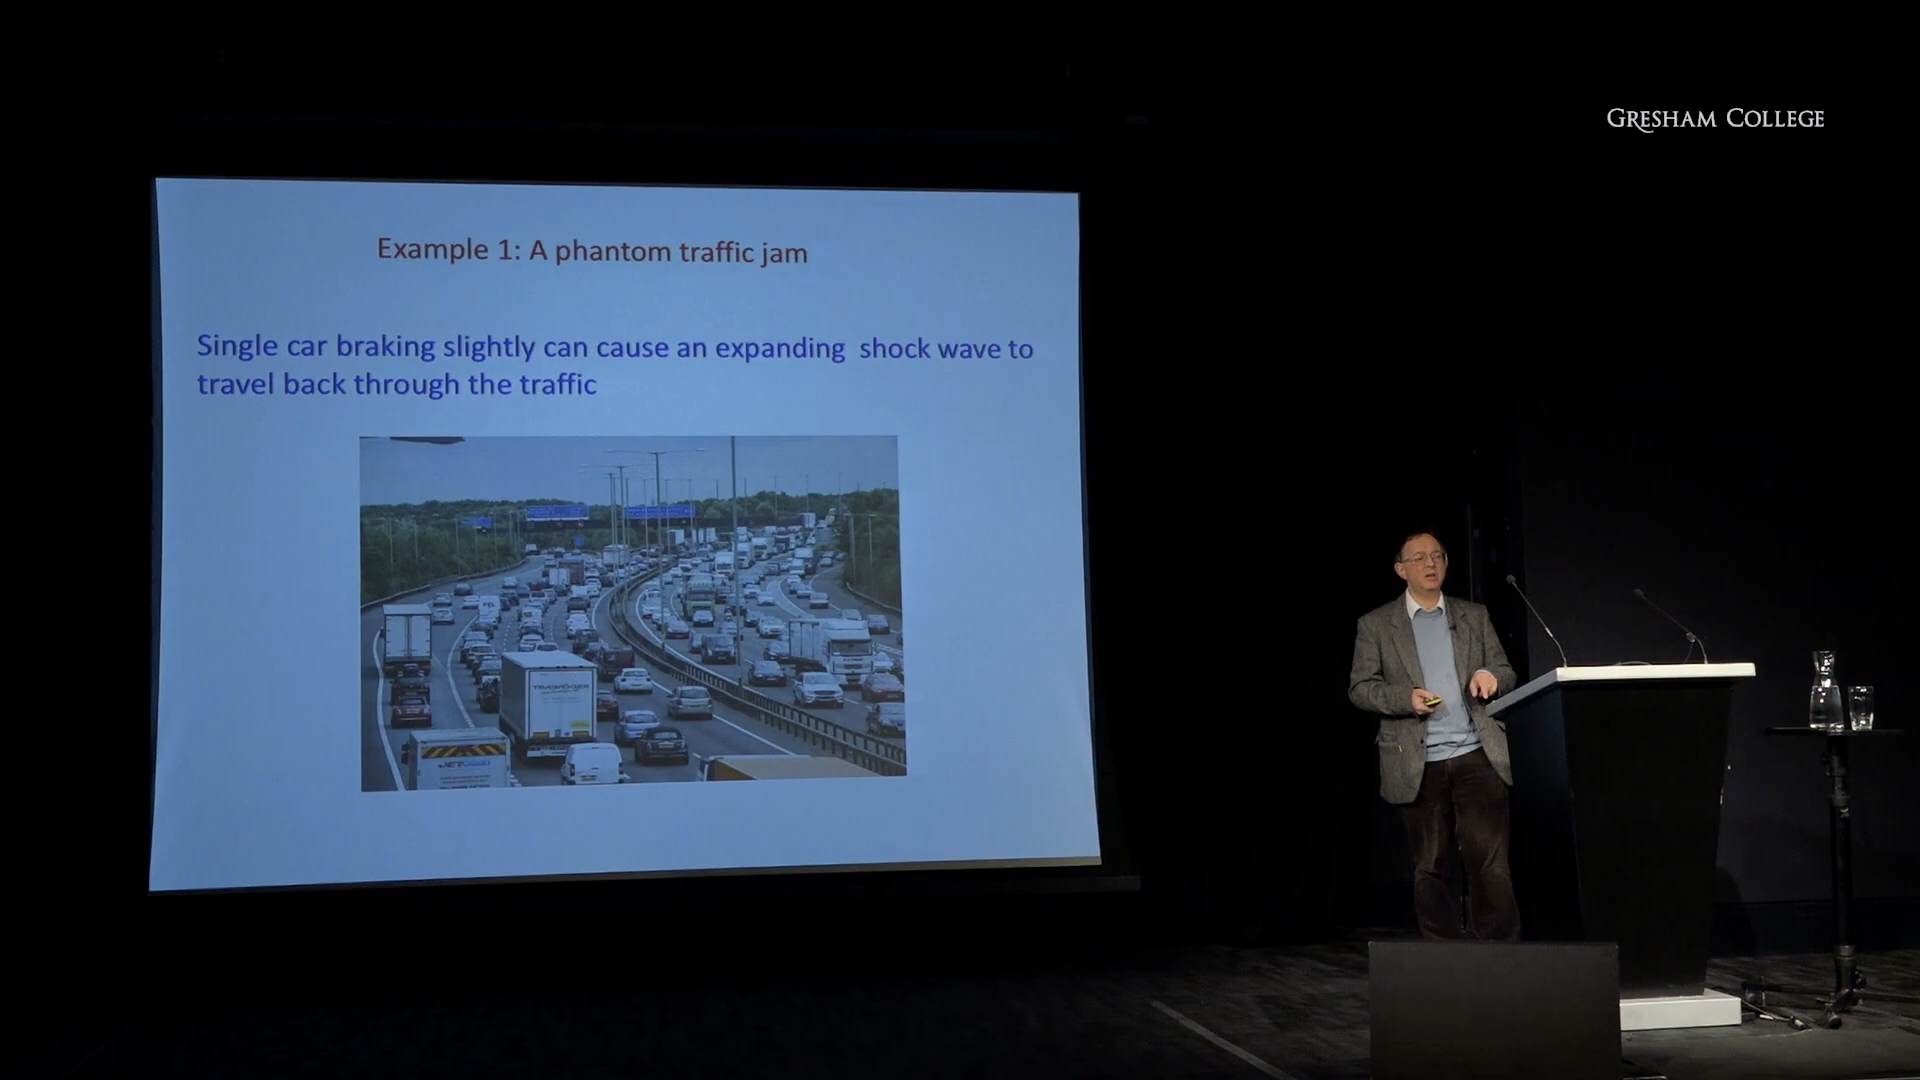 GRESHAM COLLEGE
Example 1: A phantom traffic jam
Single car braking slightly can cause an expanding shock wave to
travel back through the traffic